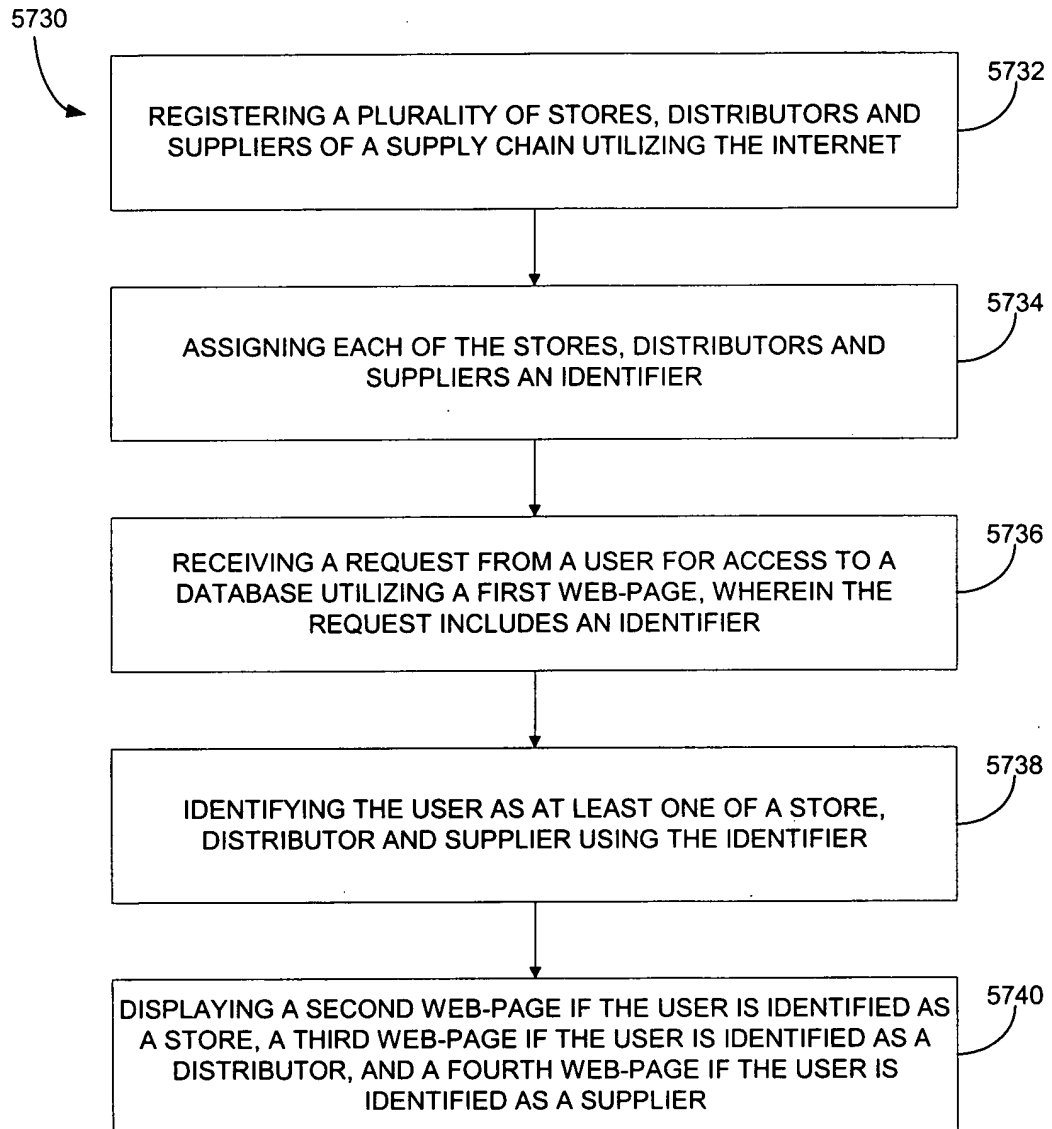 5730
5732
REGISTERING A PLURALITY OF STORES, DISTRIBUTORS AND
SUPPLIERS OF A SUPPLY CHAIN UTILIZING THE INTERNET
5734
ASSIGNING EACH OF THE STORES, DISTRIBUTORS AND
SUPPLIERS AN IDENTIFIER
5736
RECEIVING A REQUEST FROM A USER FOR ACCESS TO A
DATABASE UTILIZING A FIRST WEB-PAGE, WHEREIN THE
REQUEST INCLUDES AN IDENTIFIER
5738
IDENTIFYING THE USER AS AT LEAST ONE OF A STORE,
DISTRIBUTOR AND SUPPLIER USING THE IDENTIFIER
5740
DISPLAYING A SECOND WEB-PAGE IF THE USER IS IDENTIFIED AS
A STORE, A THIRD WEB-PAGE IF THE USER IS IDENTIFIED AS A
DISTRIBUTOR, AND A FOURTH WEB-PAGE IF THE USER IS
IDENTIFIED AS A SUPPLIER